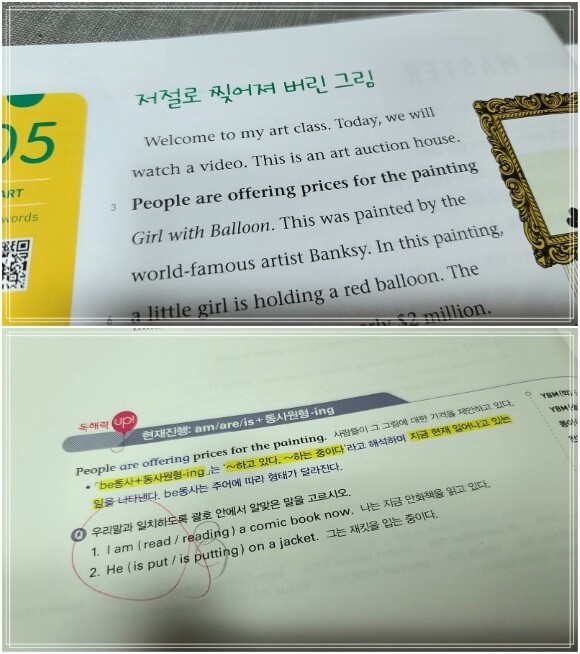 저절로 찢어져 버린 그림
05
ART
words
Welcome to my art class. Today, we will
watch a video. This is an art auction house.
3 People are offering prices for the painting
Girl with Balloon. This was painted by the
world-famous artist Banksy. In this painting,
6 a little girl is holding a red balloon. The
$2 million.
독해력 up!
현재진행: am/are/is+동사원형-ing
People are offering prices for the painting. 사람들이 그 그림에 대한 가격을 제안하고 있다.
• 「be동사+동사원형-ing」는 '~하고 있다, ~하는 중이다'라고 해석하며 지금 현재 일어나고 있는
일을 나타낸다. be동사는 주어에 따라 형태가 달라진다.
Q 우리말과 일치하도록 괄호 안에서 알맞은 말을 고르시오.
1. I am (read / reading) a comic book now. 나는 지금 만화책을 읽고 있다.
2. He (is put / is putting) on a jacket. 그는 재킷을 입는 중이다.
YBM
YBM